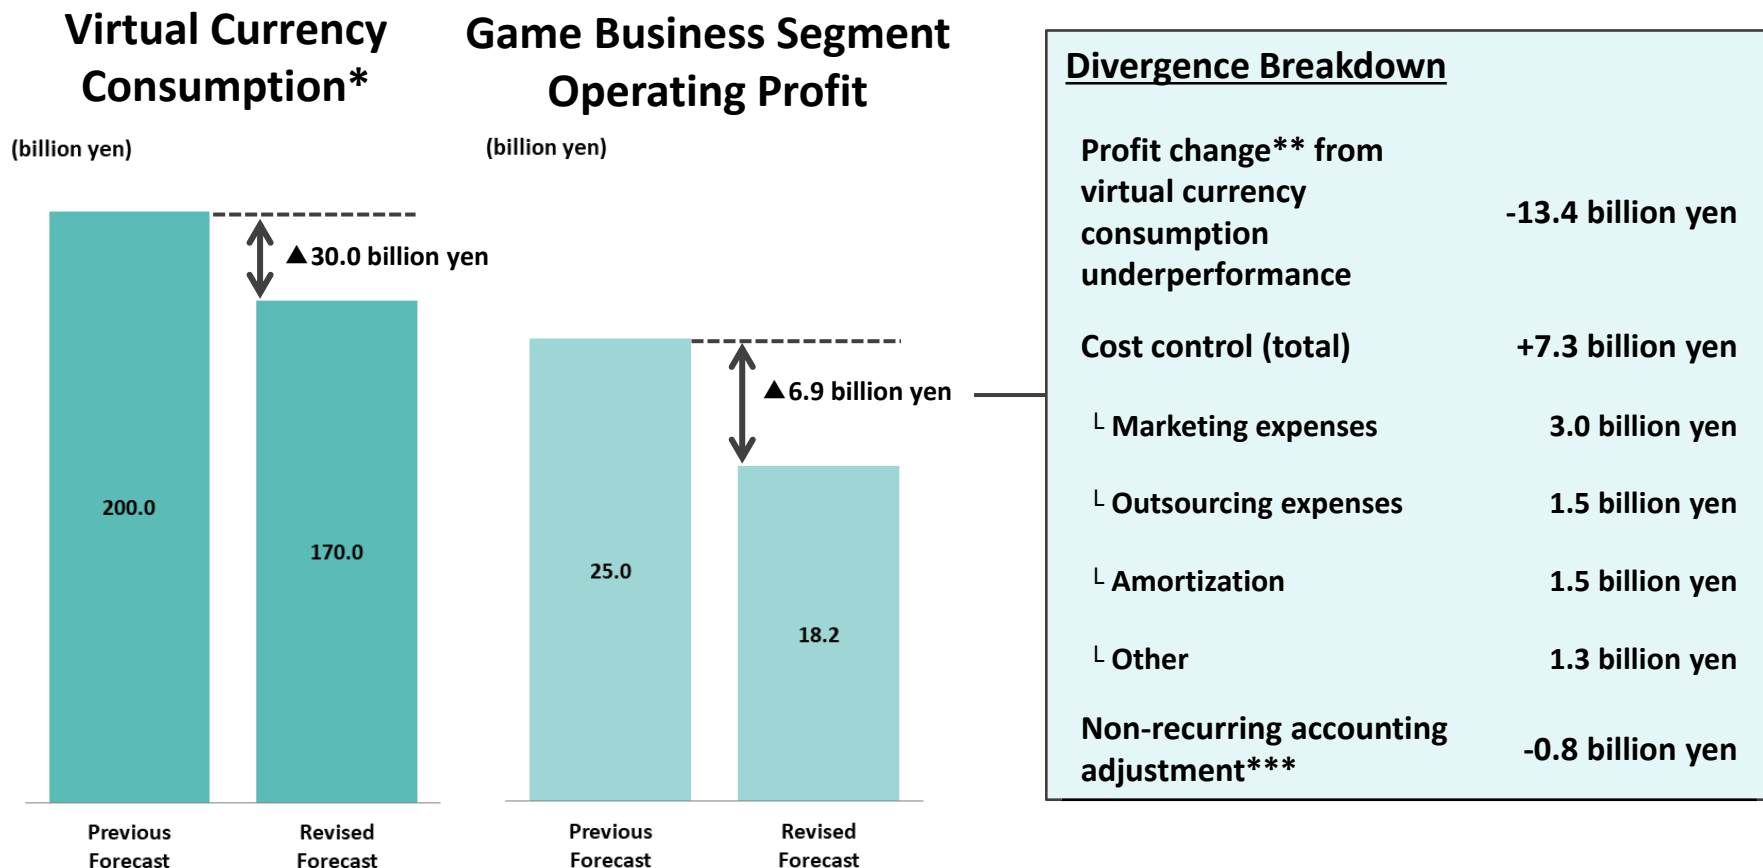 Virtual Currency
Consumption*
(billion yen)
▲30.0 billion yen
200.0
170.0
Previous
Forecast
Revised
Forecast
Game Business Segment
Operating Profit
(billion yen)
▲6.9 billion yen
25.0
18.2
Previous
Forecast
Revised
Forecast
Divergence Breakdown
Profit change** from
virtual currency
consumption
underperformance
-13.4 billion yen
Cost control (total) +7.3 billion yen
└ Marketing expenses 3.0 billion yen
└ Outsourcing expenses 1.5 billion yen
└ Amortization 1.5 billion yen
└ Other 1.3 billion yen
Non-recurring accounting
adjustment***
-0.8 billion yen